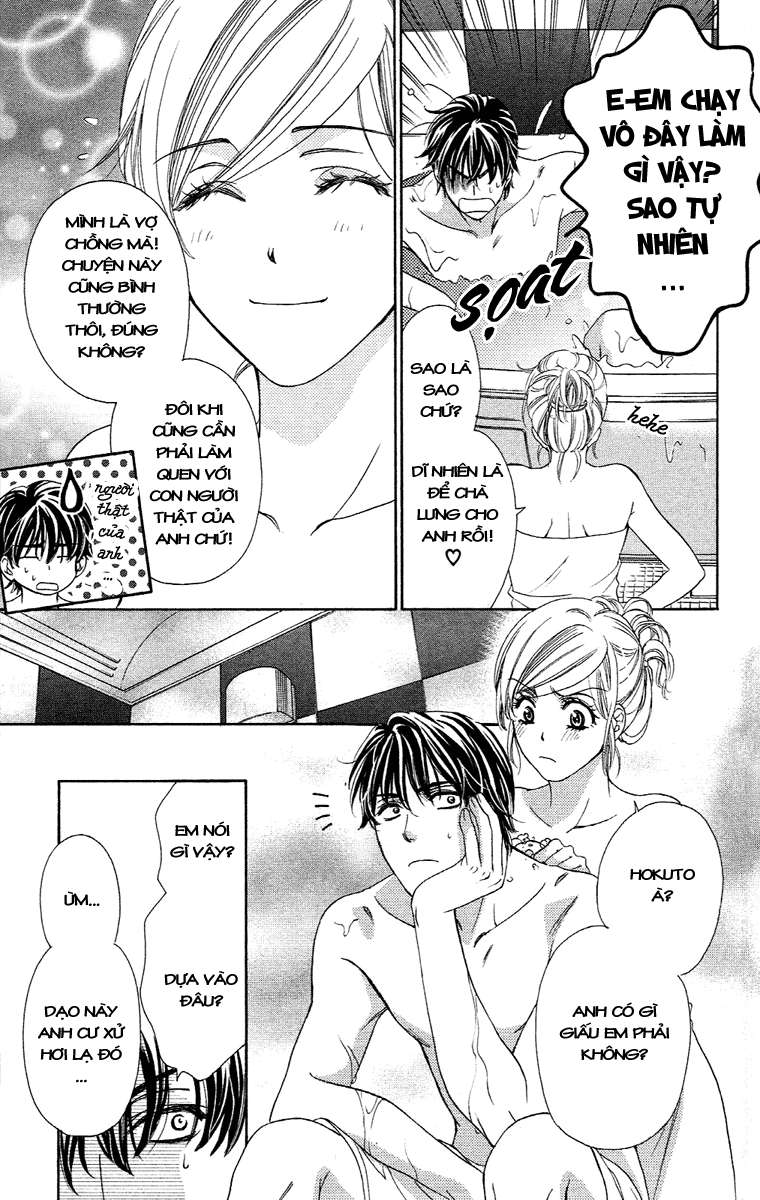 E-EM CHẠY
VÔ ĐÂY LÀM
GÌ VẬY?
SAO TỰ
NHIÊN
...
SOẠT
SAO LÀ
SAO
CHỨ?
hehe
DĨ NHIÊN LÀ
ĐỂ CHÀ
LƯNG CHO
ANH RỒI!
♡
MÌNH LÀ VỢ
CHỒNG MÀ!
CHUYỆN NÀY
CŨNG BÌNH
THƯỜNG
THÔI, ĐÚNG
KHÔNG?
ĐÔI KHI
CŨNG CẦN
PHẢI LÀM
QUEN VỚI
CON NGƯỜI
THẬT CỦA
ANH CHỨ!
người
thật
của
anh
...
HOKUTO
À?
ANH CÓ GÌ
GIẤU EM PHẢI
KHÔNG?
EM NÓI
GÌ VẬY?
DỰA VÀO
ĐÂU?
ỪM...
DẠO NÀY
ANH CƯ XỬ
HƠI LẠ ĐÓ
...